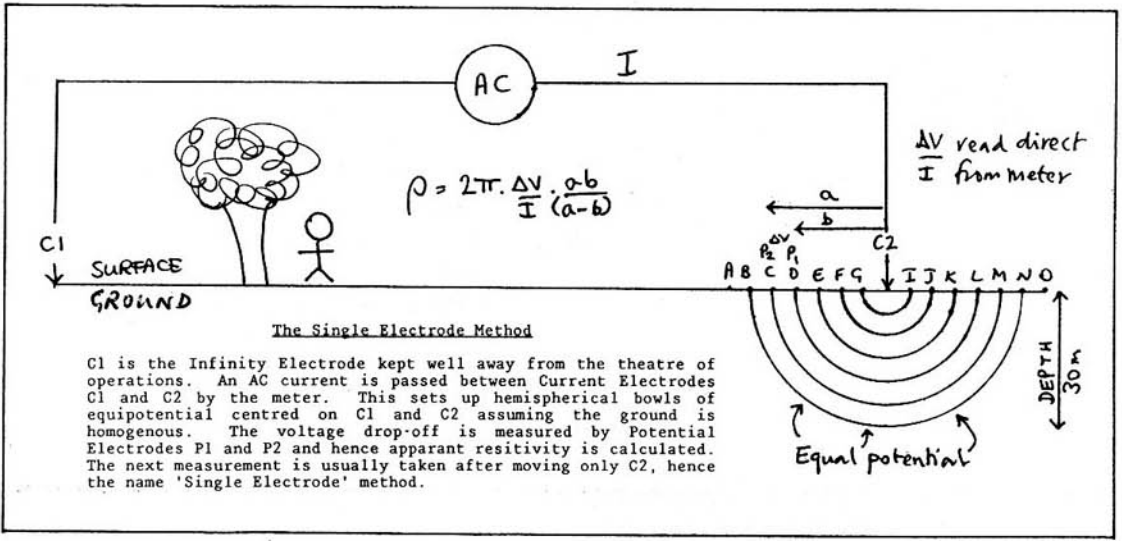 AC
I
ρ = 2π. ΔV/I . ab/(a-b)
ΔV/I read direct from meter
a
b
C1
C2
P2 ΔV P1
A B C D E F G I J K L M N O
SURFACE
GROUND
DEPTH 30m
Equal potential
The Single Electrode Method
C1 is the Infinity Electrode kept well away from the theatre of
operations. An AC current is passed between Current Electrodes
C1 and C2 by the meter. This sets up hemispherical bowls of
equipotential centred on C1 and C2 assuming the ground is
homogenous. The voltage drop-off is measured by Potential
Electrodes P1 and P2 and hence apparant resitivity is calculated.
The next measurement is usually taken after moving only C2, hence
the name 'Single Electrode' method.